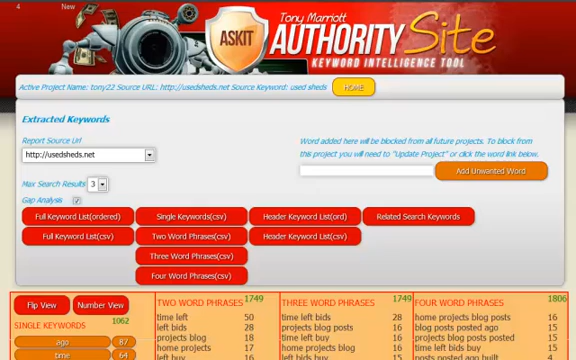 4 New
Tony Marriott
ASKIT AUTHORITY Site
KEYWORD INTELLIGENCE TOOL
Active Project Name: tony22 Source URL: http://usedsheds.net Source Keyword: used sheds HOME
Extracted Keywords
Report Source Url
http://usedsheds.net
Word added here will be blocked from all future projects. To block from
this project you will need to "Update Project" or click the word link below.
Add Unwanted Word
Max Search Results 3
Gap Analysis
Full Keyword List(ordered) Single Keywords(csv) Header Keyword List(ord) Related Search Keywords
Full Keyword List(csv) Two Word Phrases(csv) Header Keyword List(csv)
Three Word Phrases(csv)
Four Word Phrases(csv)
Flip View Number View
SINGLE KEYWORDS 1062
ago 87
time 64
TWO WORD PHRASES 1749
time left 50
left bids 28
projects blog 18
home projects 17
left buy 16
THREE WORD PHRASES 1749
time left bids 28
projects blog posts 16
home projects blog 16
time left buy 16
FOUR WORD PHRASES 1806
home projects blog posts 16
blog posts posted ago 15
projects blog posts posted 15
time left bids time 15
posts posted ago built 4